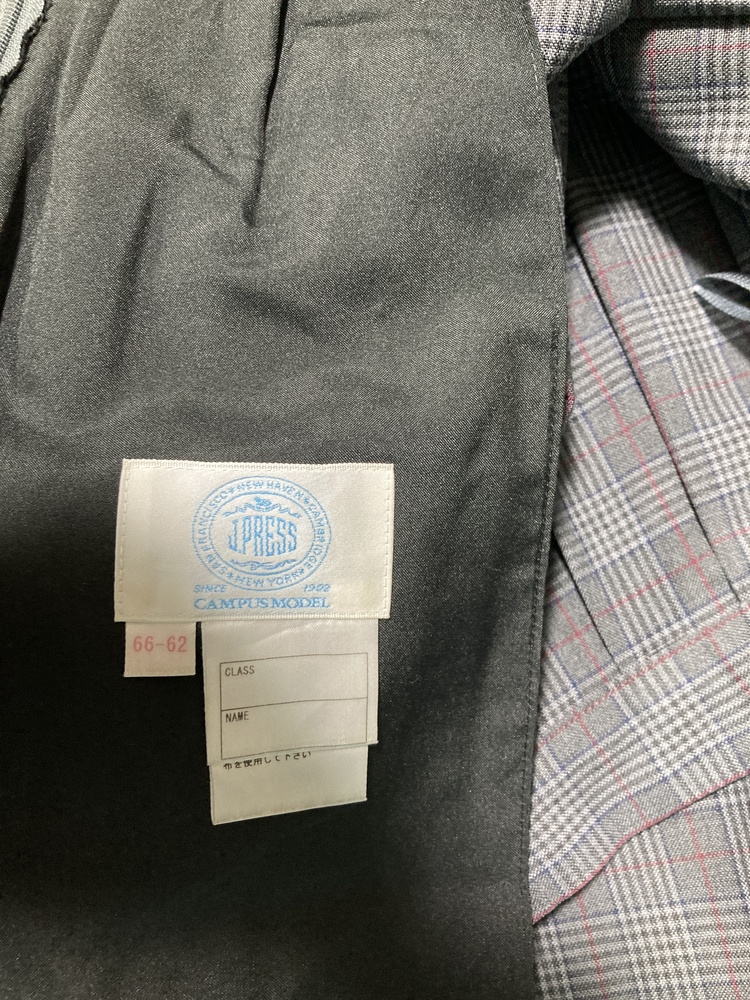 SAN FRANCISCO★NEW HAVEN★CAMBRIDGE
J.PRESS
★NEW YORK★
SINCE 1902
CAMPUS MODEL
66-62
CLASS
NAME
布を使用して下さい